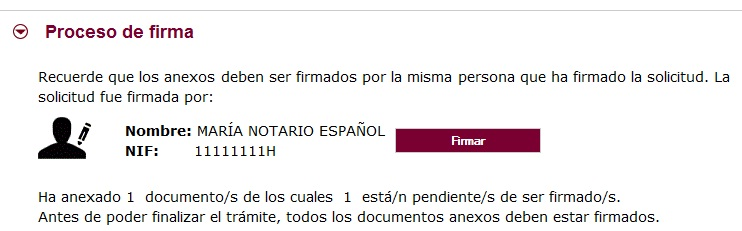 Proceso de firma
Recuerde que los anexos deben ser firmados por la misma persona que ha firmado la solicitud. La
solicitud fue firmada por:
Nombre: MARÍA NOTARIO ESPAÑOL
Firmar
NIF: 11111111H
Ha anexado 1 documento/s de los cuales 1 está/n pendiente/s de ser firmado/s.
Antes de poder finalizar el trámite, todos los documentos anexos deben estar firmados.